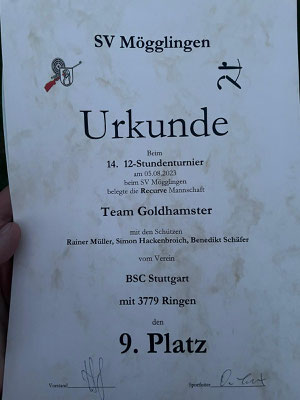 SV Mögglingen
Urkunde
Beim
14. 12-Stundenturnier
am 05.08.2023
beim SV Mögglingen
belegte die Recurve Mannschaft
Team Goldhamster
mit den Schützen
Rainer Müller, Simon Hackenbroich, Benedikt Schäfer
vom Verein
BSC Stuttgart
mit 3779 Ringen
den
9. Platz
Vorstand
Sportleiter